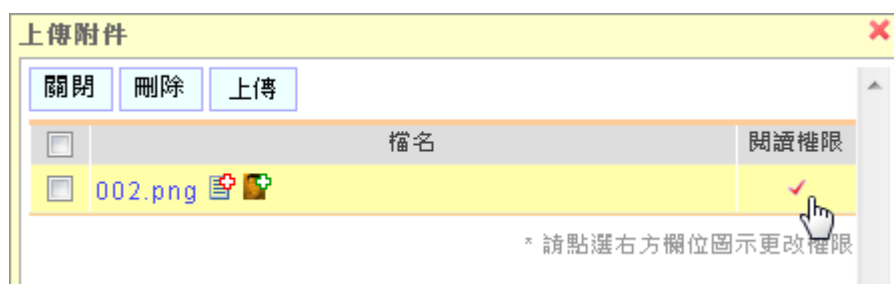 上傳附件
關閉 刪除 上傳
檔名 閱讀權限
002.png
* 請點選右方欄位圖示更改權限